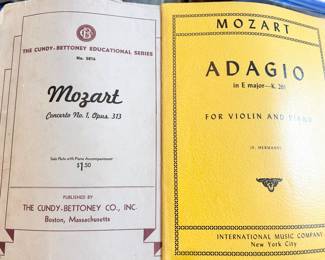 THE CUNDY-BETTONEY EDUCATIONAL SERIES
Mozart
Concerto No. 1, Opus. 313
Solo Flute with Piano Accompaniment
$1.50
PUBLISHED BY
THE CUNDY-BETTONEY CO., INC.
Boston, Massachusetts
MOZART
ADAGIO
in E major—K. 261
FOR VIOLIN AND PIANO
(F. HERMANN)
INTERNATIONAL MUSIC COMPANY
New York City